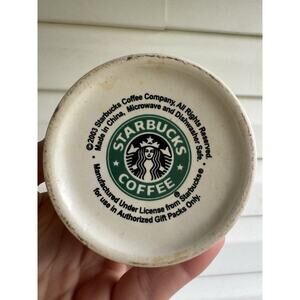 ©2003 Starbucks Coffee Company, All Rights Reserved.
• Made in China, Microwave and Dishwasher Safe. •
STARBUCKS
COFFEE
Manufactured Under License from Starbucks®
for use in Authorized Gift Packs Only.